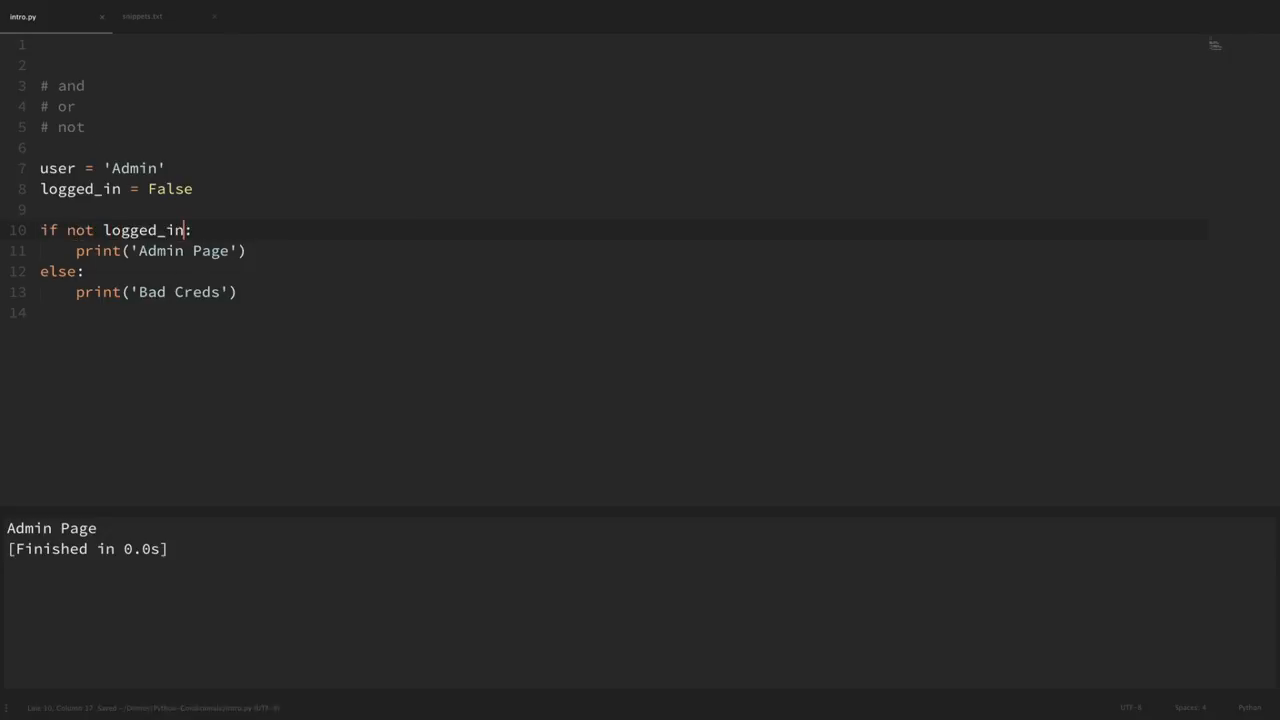 intro.py × snippets.txt ×
1
2
3 # and
4 # or
5 # not
6
7 user = 'Admin'
8 logged_in = False
9
10 if not logged_in:
11     print('Admin Page')
12 else:
13     print('Bad Creds')
14
Admin Page
[Finished in 0.0s]
Line 10, Column 17 Saved UTF-8 Spaces: 4 Python